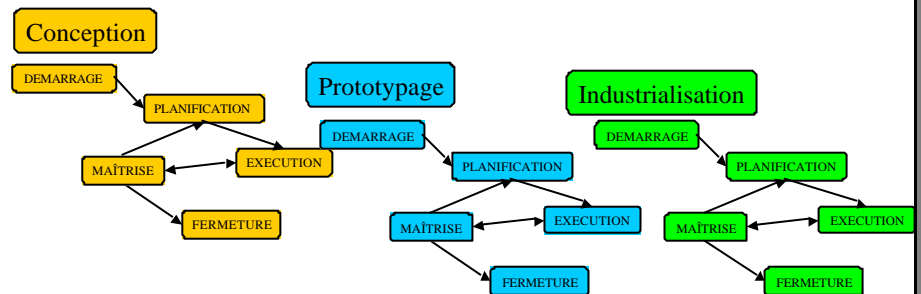 Conception
DEMARRAGE
PLANIFICATION
MAÎTRISE
EXECUTION
FERMETURE
Prototypage
DEMARRAGE
PLANIFICATION
MAÎTRISE
EXECUTION
FERMETURE
Industrialisation
DEMARRAGE
PLANIFICATION
MAÎTRISE
EXECUTION
FERMETURE